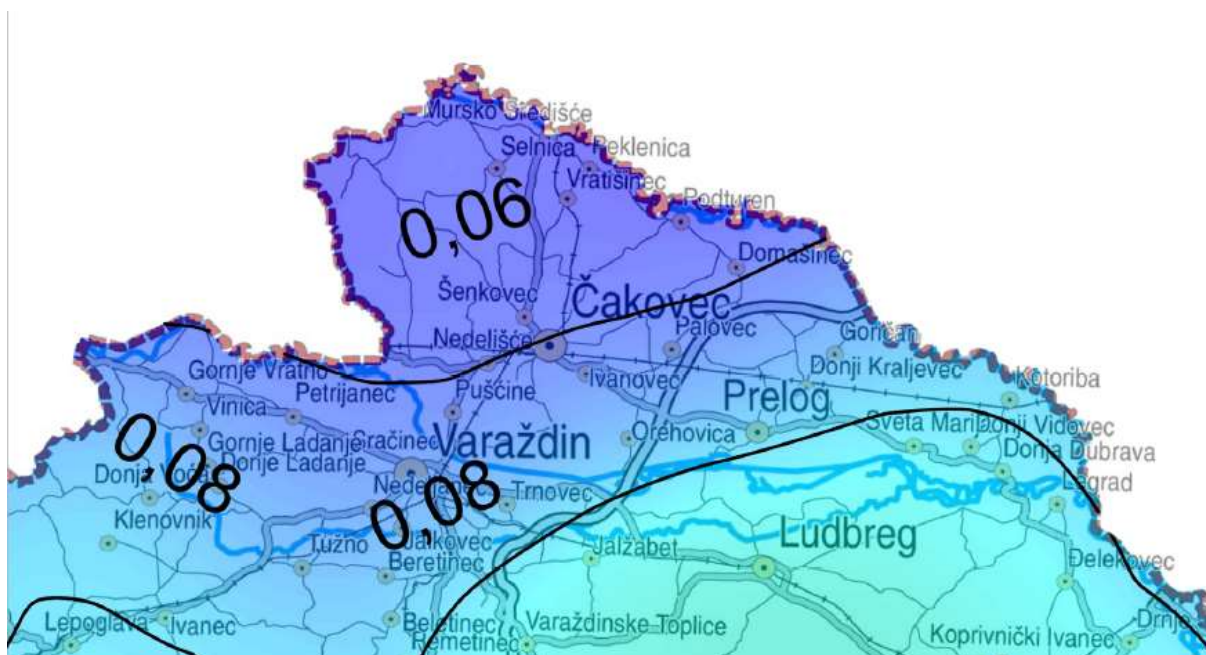 Mursko Središće
Selnica
Peklenica
Vratišinec
0,06
Podturen
Domašinec
Šenkovec
Čakovec
Nedelišće
Palovec
Goričan
Gornje Vratno
Petrijanec
Pušćine
Ivanovec
Donji Kraljevec
Kotoriba
Vinica
Prelog
Sveta Marija
Donji Vidovec
Gornje Ladanje
Sračinec
Varaždin
Orehovica
Donja Dubrava
0,08
Donje Ladanje
Donja Voća
Nedeljanec
0,08
Trnovec
Legrad
Klenovnik
Tužno
Jalkovec
Jalžabet
Ludbreg
Beretinec
Đelekovec
Lepoglava
Ivanec
Beletinec
Remetinec
Varaždinske Toplice
Koprivnički Ivanec
Drnje